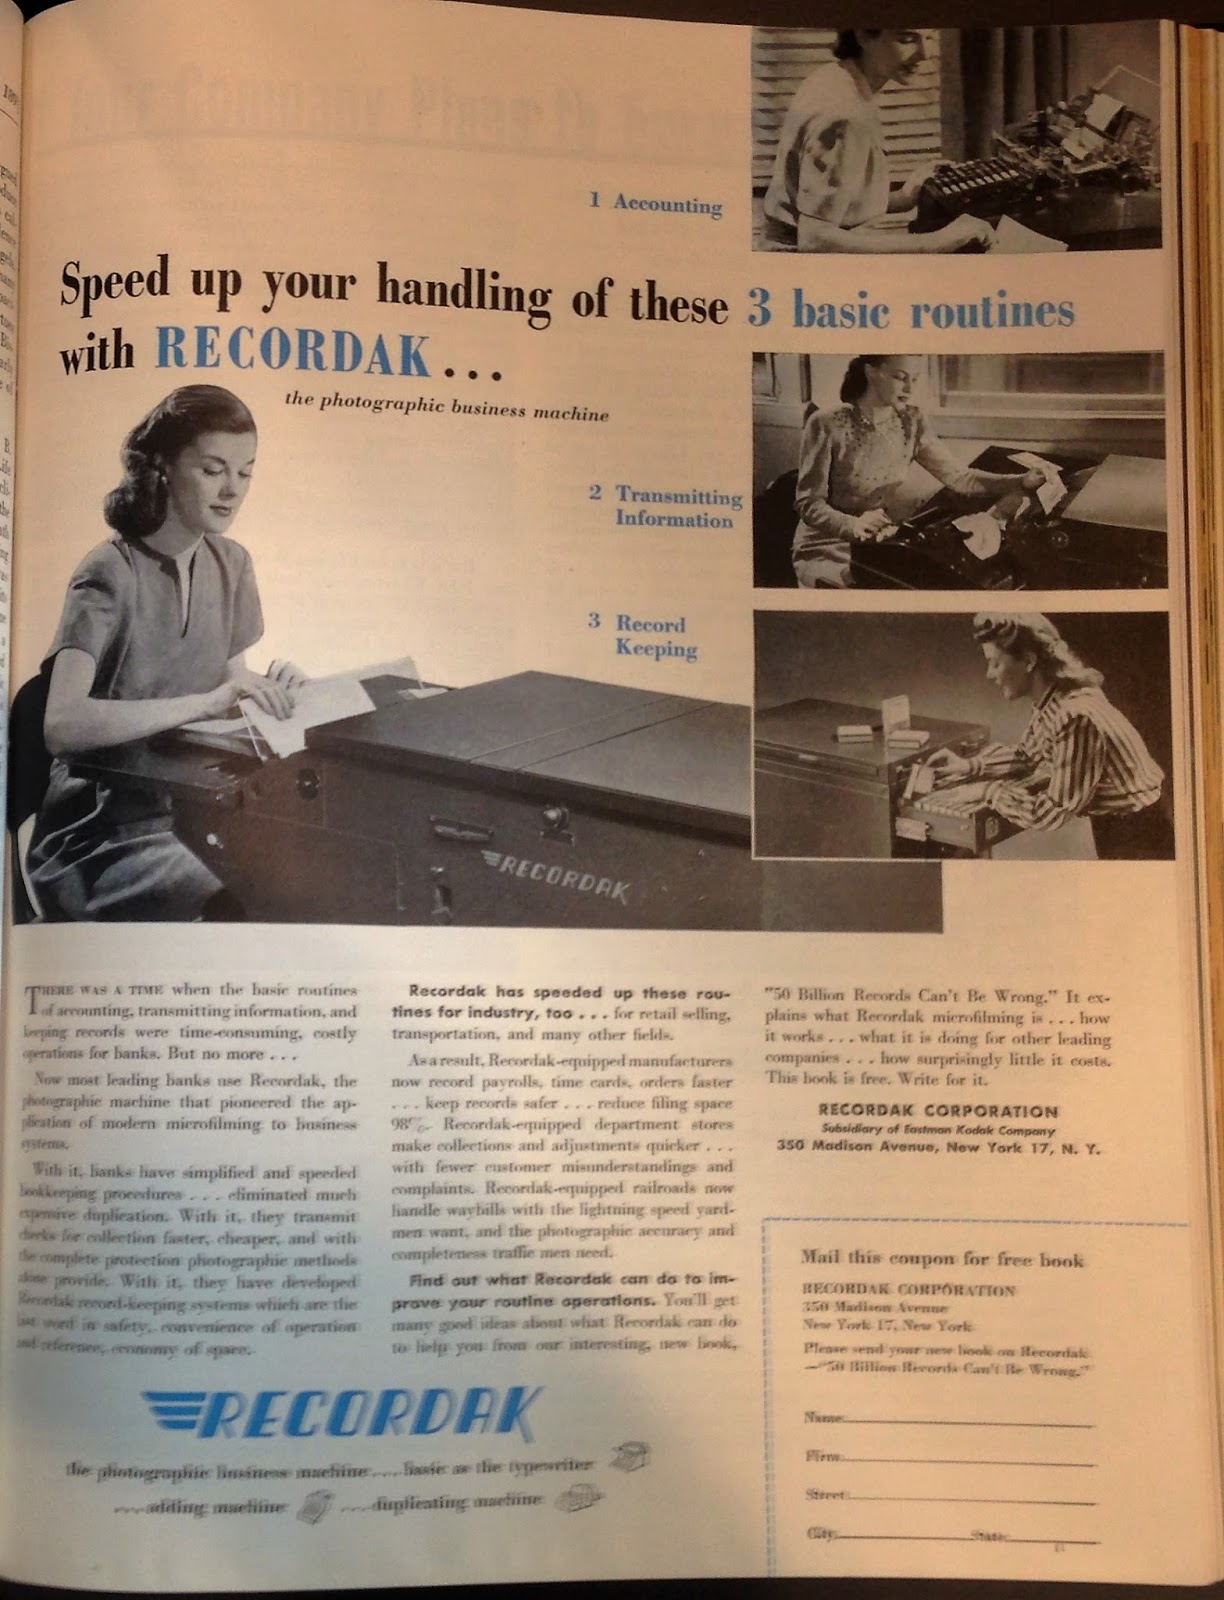 1 Accounting
Speed up your handling of these 3 basic routines
with RECORDAK...
the photographic business machine
2 Transmitting
Information
3 Record
Keeping
RECORDAK
THERE WAS A TIME when the basic routines
of accounting, transmitting information, and
keeping records were time-consuming, costly
operations for banks. But no more . . .
Now most leading banks use Recordak, the
photographic machine that pioneered the ap-
plication of modern microfilming to business
systems.
With it, banks have simplified and speeded
bookkeeping procedures . . . eliminated much
expensive duplication. With it, they transmit
checks for collection faster, cheaper, and with
the complete protection photographic methods
alone provide. With it, they have developed
Recordak record-keeping systems which are the
last word in safety, convenience of operation
and reference, economy of space.
Recordak has speeded up these rou-
tines for industry, too . . . for retail selling,
transportation, and many other fields.
As a result, Recordak-equipped manufacturers
now record payrolls, time cards, orders faster
. . . keep records safer . . . reduce filing space
98%. Recordak-equipped department stores
make collections and adjustments quicker . . .
with fewer customer misunderstandings and
complaints. Recordak-equipped railroads now
handle waybills with the lightning speed yard-
men want, and the photographic accuracy and
completeness traffic men need.
Find out what Recordak can do to im-
prove your routine operations. You'll get
many good ideas about what Recordak can do
to help you from our interesting, new book,
"50 Billion Records Can't Be Wrong." It ex-
plains what Recordak microfilming is . . . how
it works . . . what it is doing for other leading
companies . . . how surprisingly little it costs.
This book is free. Write for it.
RECORDAK CORPORATION
Subsidiary of Eastman Kodak Company
350 Madison Avenue, New York 17, N. Y.
RECORDAK
the photographic business machine . . . . basic as the typewriter
. . . . adding machine . . . . duplicating machine
Mail this coupon for free book
RECORDAK CORPORATION
350 Madison Avenue
New York 17, New York
Please send your new book on Recordak
—"50 Billion Records Can't Be Wrong."
Name
Firm
Street
City State